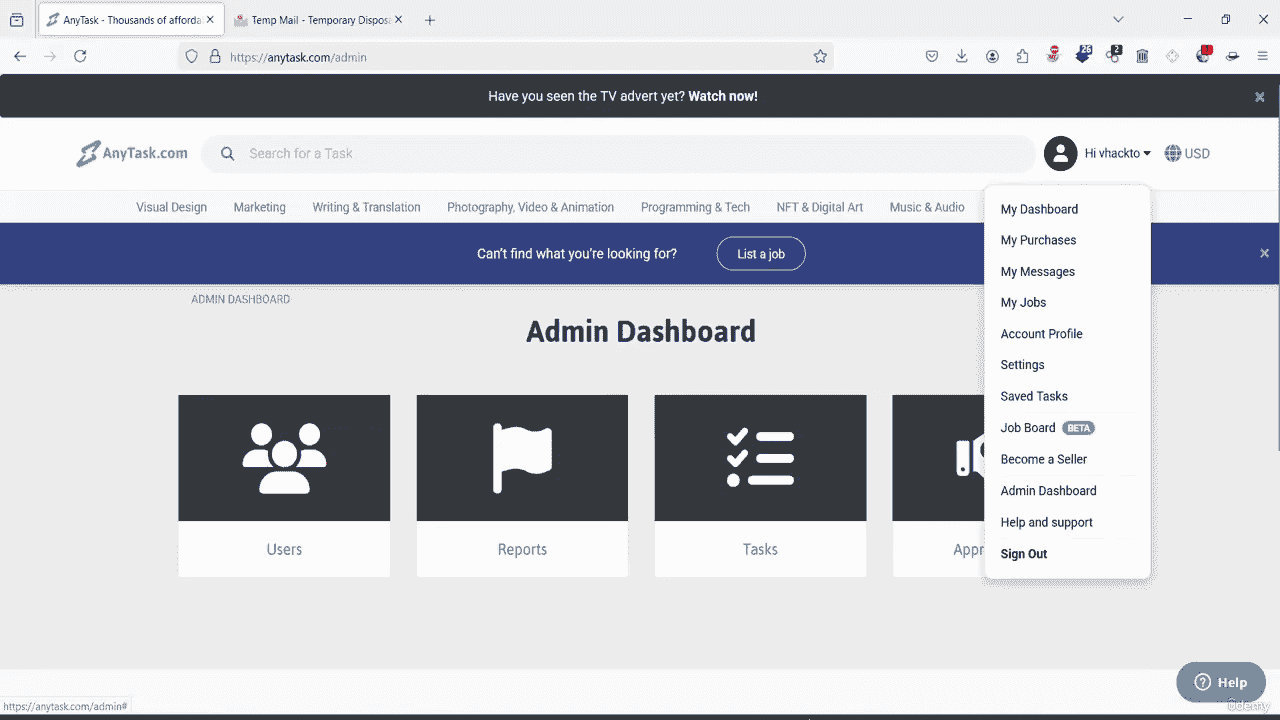 AnyTask - Thousands of afforda
Temp Mail - Temporary Dispos
https://anytask.com/admin
26
2
Have you seen the TV advert yet? Watch now!
AnyTask.com
Search for a Task
Hi vhackto
USD
Visual Design
Marketing
Writing & Translation
Photography, Video & Animation
Programming & Tech
NFT & Digital Art
Music & Audio
Can't find what you're looking for?
List a job
My Dashboard
My Purchases
My Messages
My Jobs
Account Profile
Settings
Saved Tasks
Job Board BETA
Become a Seller
Admin Dashboard
Help and support
Sign Out
ADMIN DASHBOARD
Admin Dashboard
Users
Reports
Tasks
Appr
Help
https://anytask.com/admin#
udemy